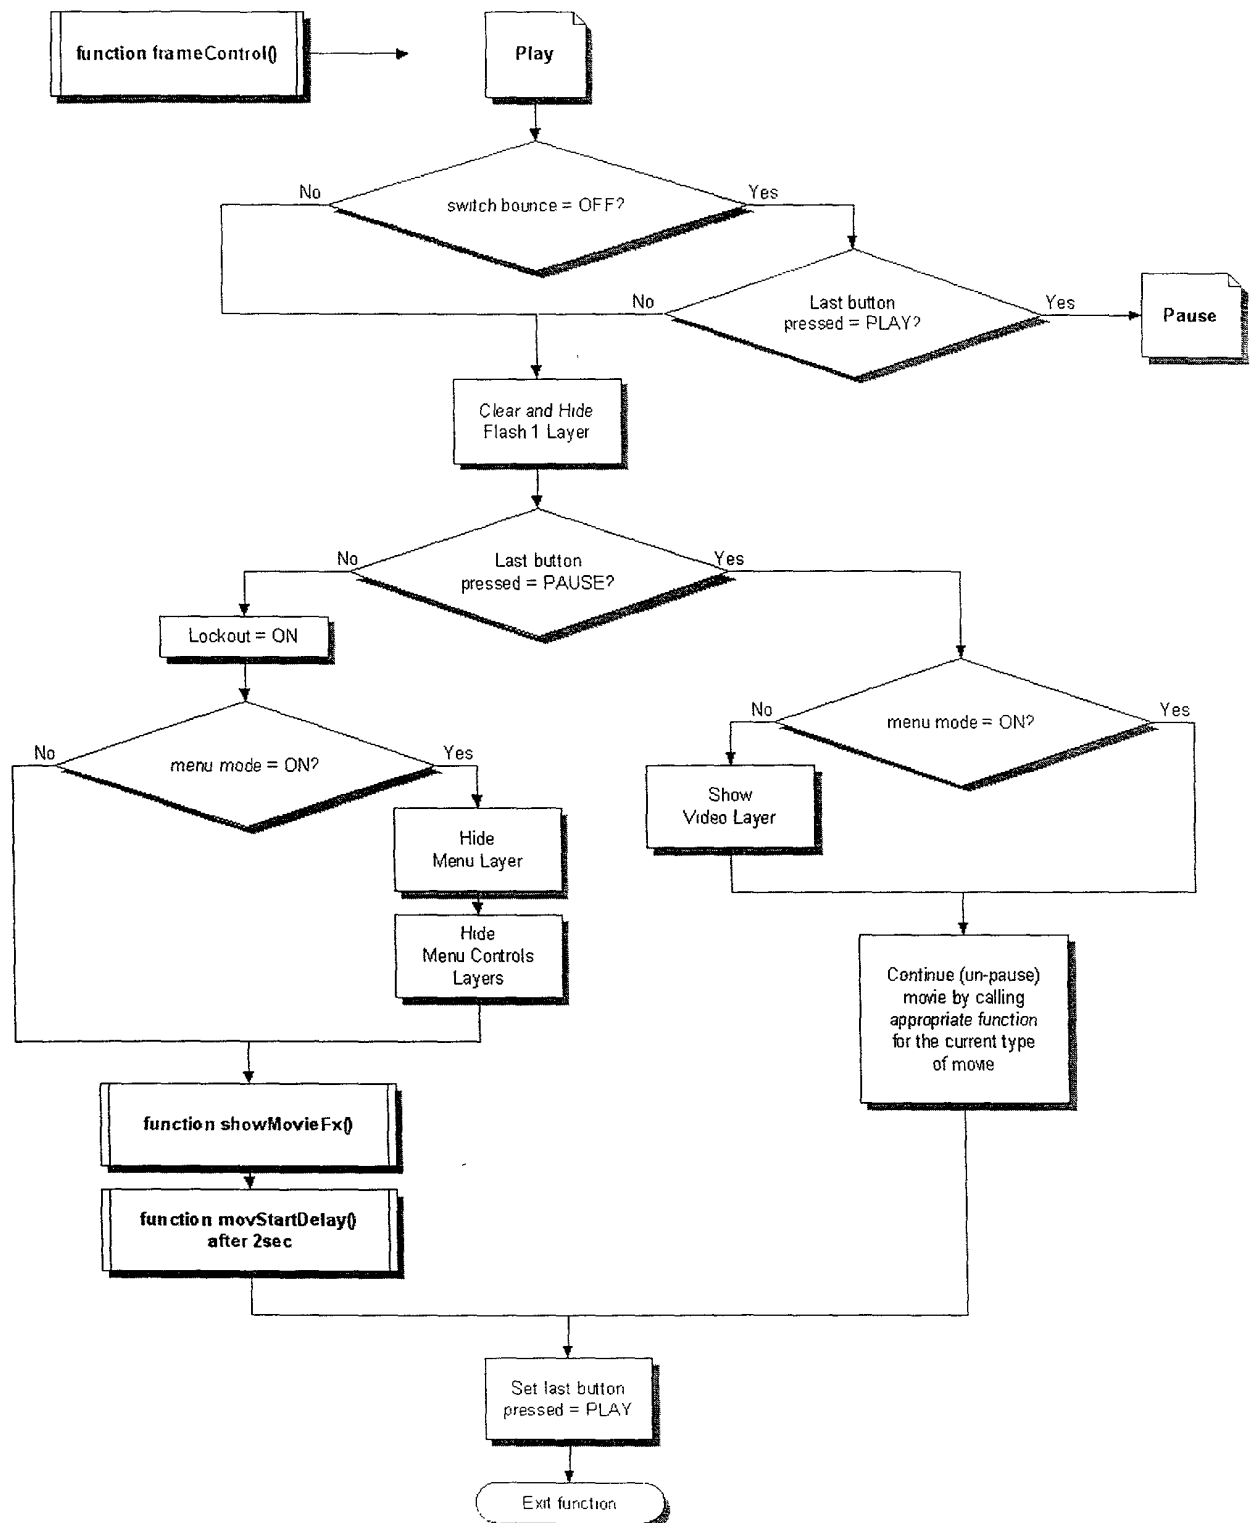 function frameControl()
Play
No
switch bounce = OFF?
Yes
No
Last button
pressed = PLAY?
Yes
Pause
Clear and Hide
Flash 1 Layer
No
Last button
pressed = PAUSE?
Yes
Lockout = ON
No
menu mode = ON?
Yes
No
menu mode = ON?
Yes
Show
Video Layer
Hide
Menu Layer
Hide
Menu Controls
Layers
Continue (un-pause)
movie by calling
appropriate function
for the current type
of movie
function showMovieFx()
function movStartDelay()
after 2sec
Set last button
pressed = PLAY
Exit function